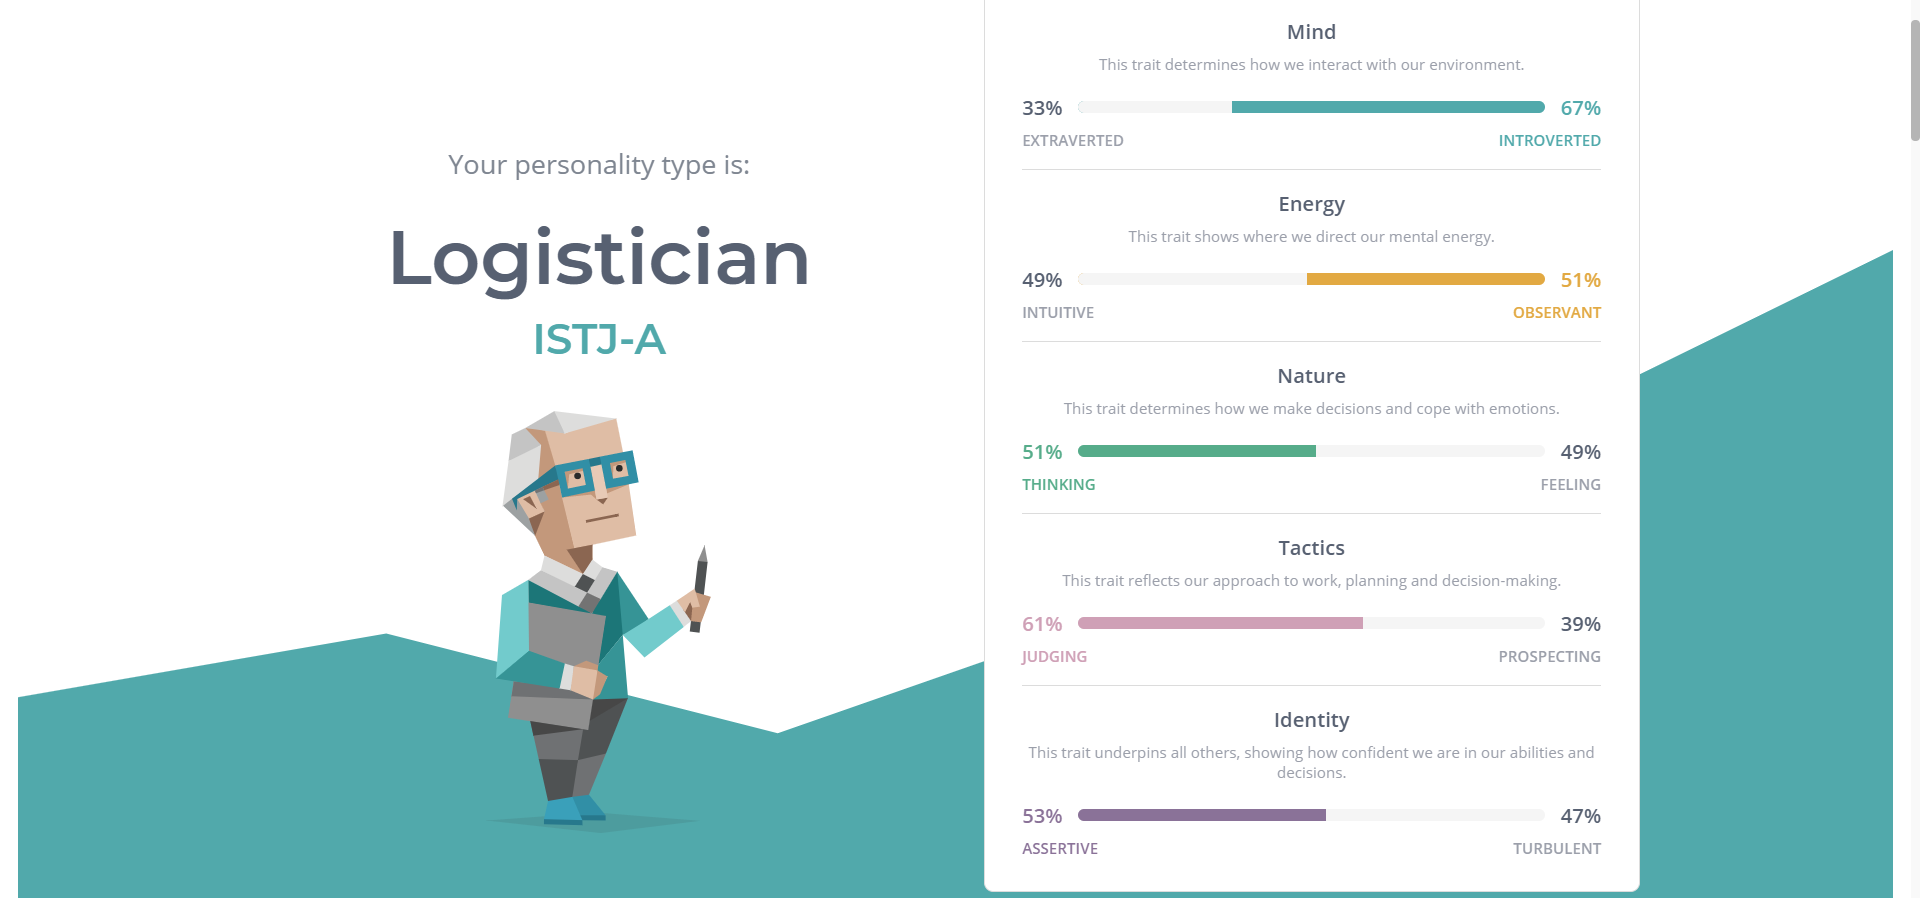 Your personality type is:
Logistician
ISTJ-A
Mind
This trait determines how we interact with our environment.
33% 67%
EXTRAVERTED INTROVERTED
Energy
This trait shows where we direct our mental energy.
49% 51%
INTUITIVE OBSERVANT
Nature
This trait determines how we make decisions and cope with emotions.
51% 49%
THINKING FEELING
Tactics
This trait reflects our approach to work, planning and decision-making.
61% 39%
JUDGING PROSPECTING
Identity
This trait underpins all others, showing how confident we are in our abilities and
decisions.
53% 47%
ASSERTIVE TURBULENT